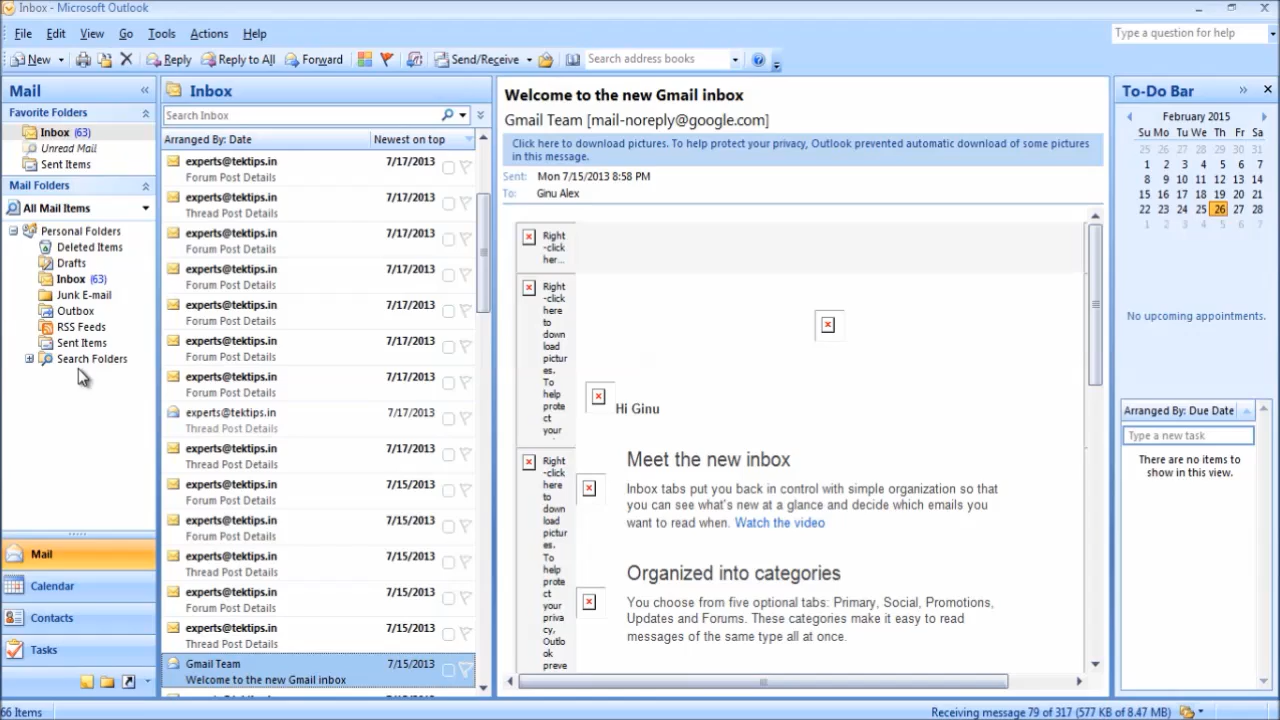 Inbox - Microsoft Outlook
File Edit View Go Tools Actions Help
Type a question for help
New Reply Reply to All Forward Send/Receive Search address books
Mail
Favorite Folders
Inbox (63)
Unread Mail
Sent Items
Mail Folders
All Mail Items
Personal Folders
Deleted Items
Drafts
Inbox (63)
Junk E-mail
Outbox
RSS Feeds
Sent Items
Search Folders
Mail
Calendar
Contacts
Tasks
Inbox
Search Inbox
Arranged By: Date Newest on top
experts@tektips.in 7/17/2013
Forum Post Details
experts@tektips.in 7/17/2013
Thread Post Details
experts@tektips.in 7/17/2013
Forum Post Details
experts@tektips.in 7/17/2013
Forum Post Details
experts@tektips.in 7/17/2013
Forum Post Details
experts@tektips.in 7/17/2013
Forum Post Details
experts@tektips.in 7/17/2013
Forum Post Details
experts@tektips.in 7/17/2013
Thread Post Details
experts@tektips.in 7/17/2013
Thread Post Details
experts@tektips.in 7/15/2013
Forum Post Details
experts@tektips.in 7/15/2013
Forum Post Details
experts@tektips.in 7/15/2013
Thread Post Details
experts@tektips.in 7/15/2013
Forum Post Details
experts@tektips.in 7/15/2013
Thread Post Details
Gmail Team 7/15/2013
Welcome to the new Gmail inbox
Welcome to the new Gmail inbox
Gmail Team [mail-noreply@google.com]
Click here to download pictures. To help protect your privacy, Outlook prevented automatic download of some pictures
in this message.
Sent: Mon 7/15/2013 8:58 PM
To: Ginu Alex
Right
-click
her...
Right
-click
here
to
down
load
pictur
es.
To
help
prote
ct
your
Hi Ginu
Right
-click
here
to
down
load
pictur
es.
To
help
prote
ct
your
priva
cy,
Outlo
ok
preve
Meet the new inbox
Inbox tabs put you back in control with simple organization so that
you can see what's new at a glance and decide which emails you
want to read when. Watch the video
Organized into categories
You choose from five optional tabs: Primary, Social, Promotions,
Updates and Forums. These categories make it easy to read
messages of the same type all at once.
To-Do Bar
February 2015
Su Mo Tu We Th Fr Sa
25 26 27 28 29 30 31
1 2 3 4 5 6 7
8 9 10 11 12 13 14
15 16 17 18 19 20 21
22 23 24 25 26 27 28
1 2 3 4 5 6 7
No upcoming appointments.
Arranged By: Due Date
Type a new task
There are no items to
show in this view.
66 Items
Receiving message 79 of 317 (577 KB of 8.47 MB)